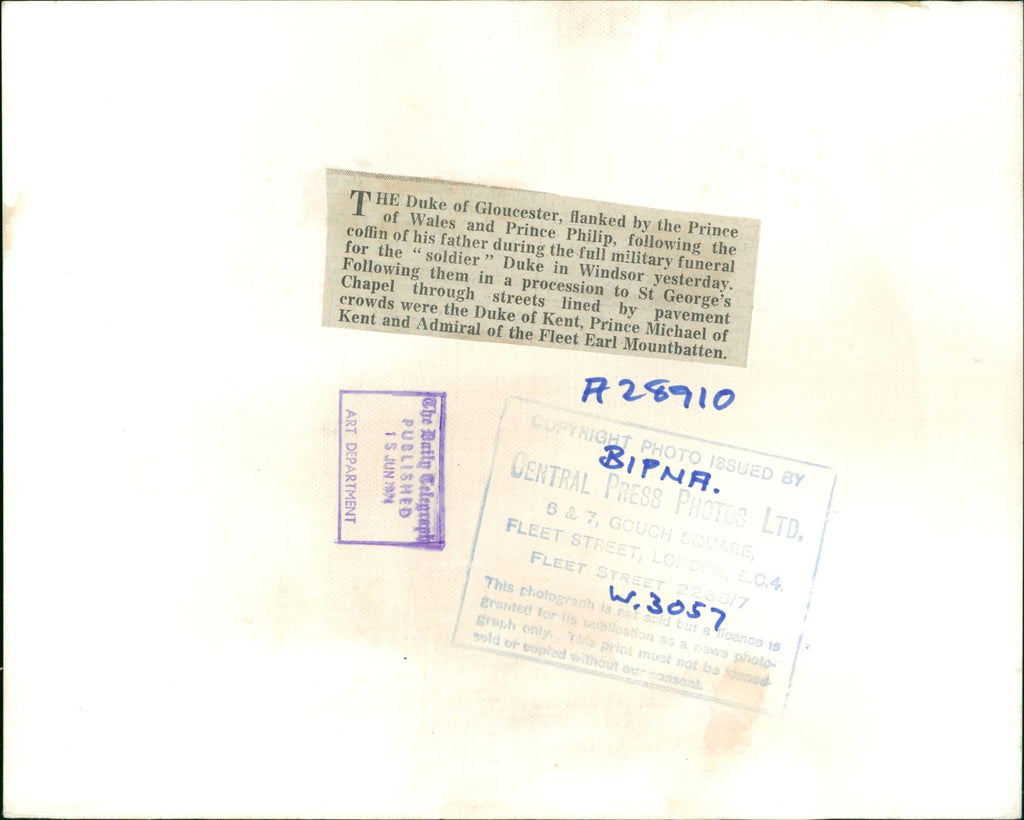 THE Duke of Gloucester, flanked by the Prince
of Wales and Prince Philip, following the
coffin of his father during the full military funeral
for the "soldier" Duke in Windsor yesterday.
Following them in a procession to St George's
Chapel through streets lined by pavement
crowds were the Duke of Kent, Prince Michael of
Kent and Admiral of the Fleet Earl Mountbatten.
A28910
The Daily Telegraph
PUBLISHED
15 JUN 1974
ART DEPARTMENT
COPYRIGHT PHOTO ISSUED BY
BIPNA.
CENTRAL PRESS PHOTOS LTD.
6 & 7, GOUCH SQUARE,
FLEET STREET, LONDON, E.C.4.
FLEET STREET 2266/7
W.3057
This photograph is not sold but a licence is
granted for its publication as a news photo-
graph only. This print must not be loaned
sold or copied without our consent.